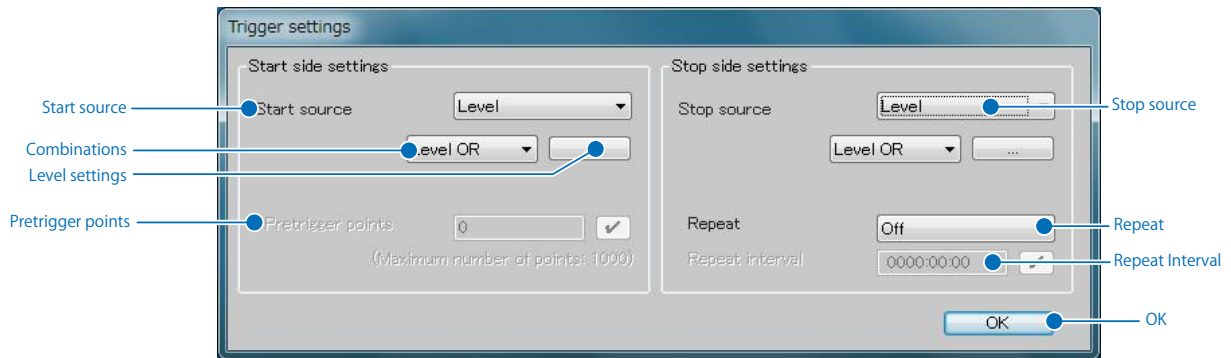 Trigger settings
Start side settings
Stop side settings
Start source
Start source
Level
Stop source
Level
Stop source
Combinations
Level OR
Level OR
...
Level settings
Pretrigger points
Pretrigger points
0
Repeat
Off
Repeat
(Maximum number of points: 1000)
Repeat interval
0000:00:00
Repeat Interval
OK
OK